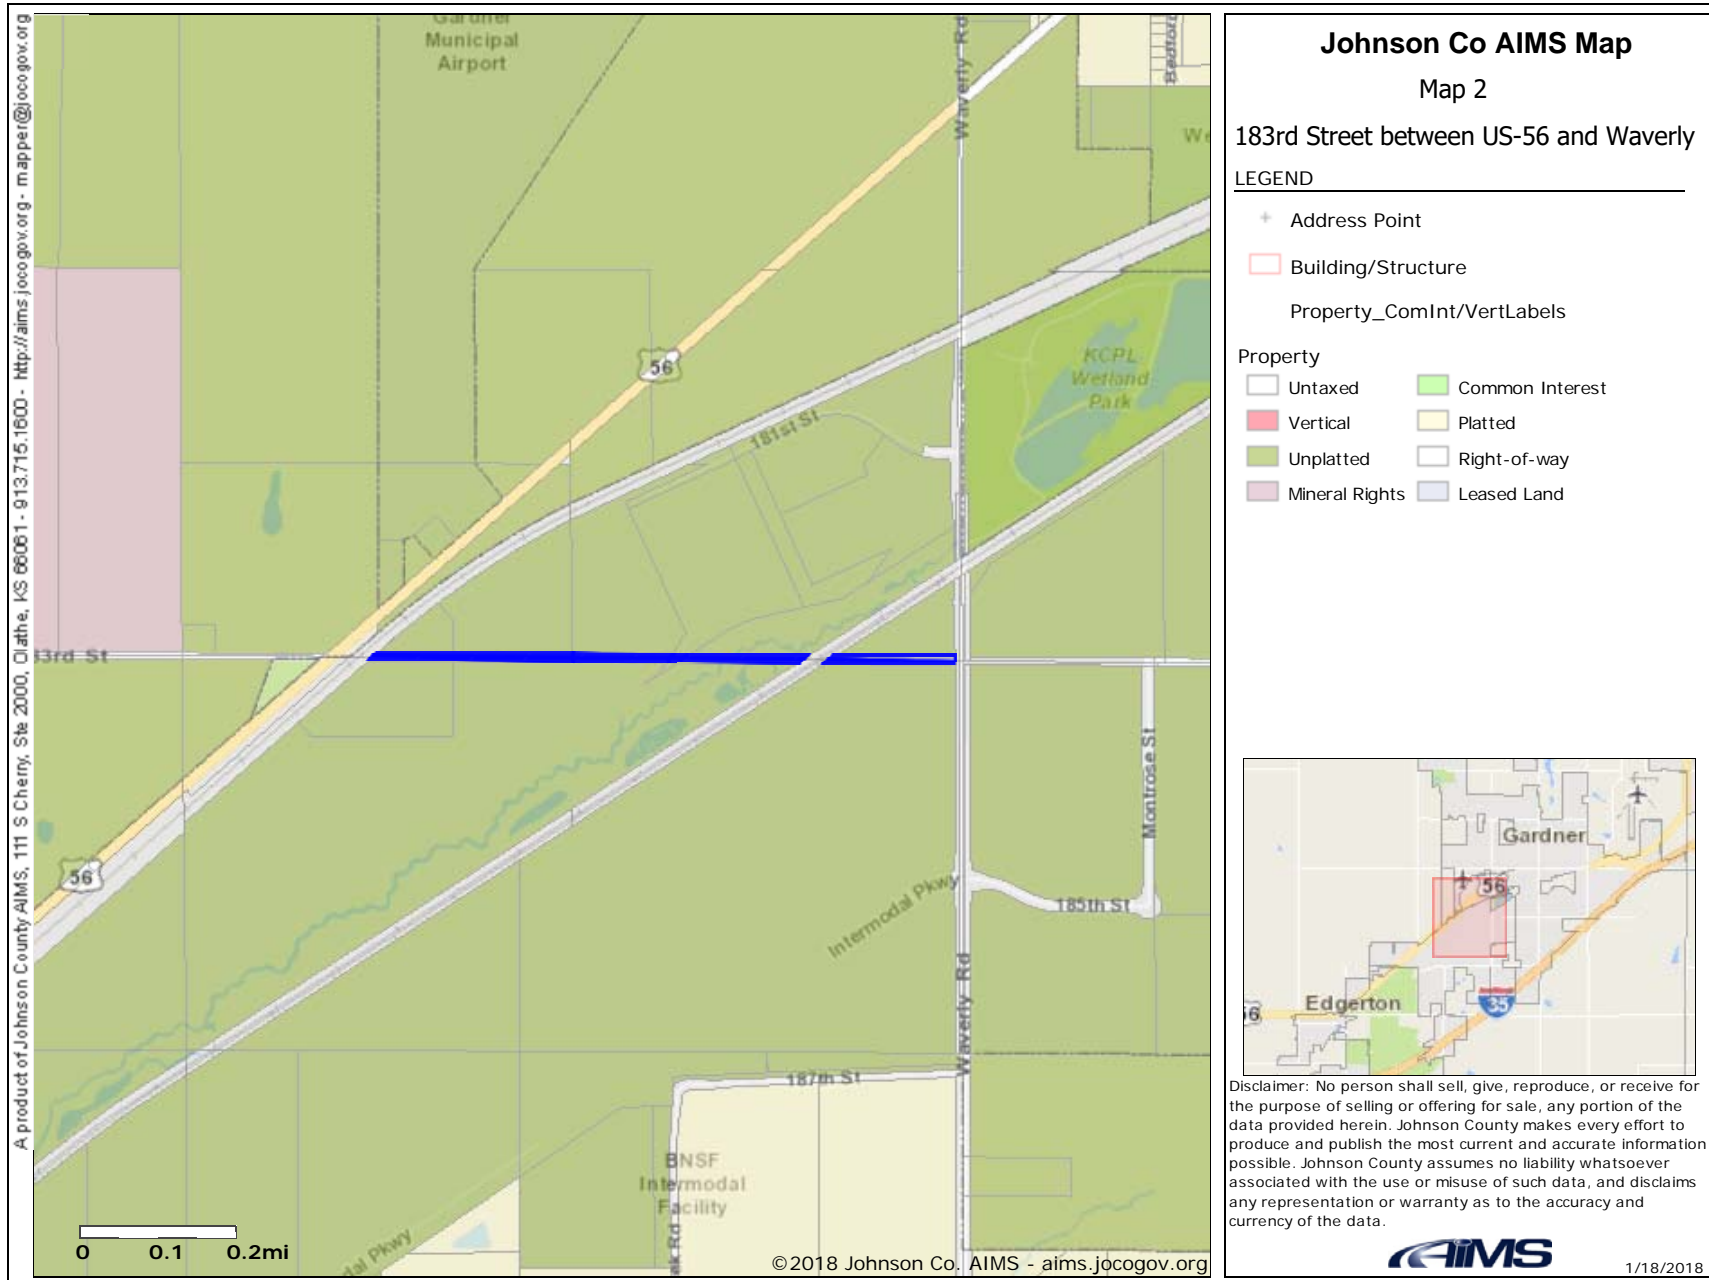 A product of Johnson County AIMS, 111 S Cherry, Ste 2000, Olathe, KS 66061 - 913.715.1600 - http://aims.jocogov.org - mapper@jocogov.org
Gardner
Municipal
Airport
Waverly Rd
Bedford
We
56
KCPL
Wetland
Park
181st St
33rd St
Montrose St
56
Intermodal Pkwy
185th St
Waverly Rd
187th St
BNSF
Intermodal
Facility
dal Pkwy
ek Rd
0 0.1 0.2mi
©2018 Johnson Co. AIMS - aims.jocogov.org
Johnson Co AIMS Map
Map 2
183rd Street between US-56 and Waverly
LEGEND
Address Point
Building/Structure
Property_ComInt/VertLabels
Property
Untaxed
Common Interest
Vertical
Platted
Unplatted
Right-of-way
Mineral Rights
Leased Land
Gardner
56
Edgerton
35
56
Disclaimer: No person shall sell, give, reproduce, or receive for
the purpose of selling or offering for sale, any portion of the
data provided herein. Johnson County makes every effort to
produce and publish the most current and accurate information
possible. Johnson County assumes no liability whatsoever
associated with the use or misuse of such data, and disclaims
any representation or warranty as to the accuracy and
currency of the data.
AIMS
1/18/2018